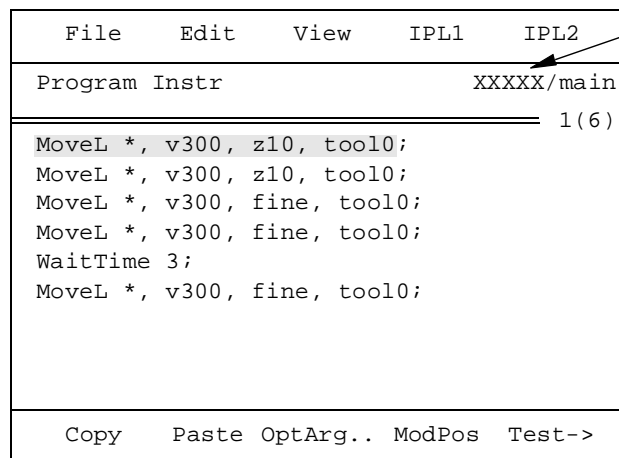 File Edit View IPL1 IPL2
Program Instr XXXXX/main
1(6)
MoveL *, v300, z10, tool0;
MoveL *, v300, z10, tool0;
MoveL *, v300, fine, tool0;
MoveL *, v300, fine, tool0;
WaitTime 3;
MoveL *, v300, fine, tool0;
Copy Paste OptArg.. ModPos Test->